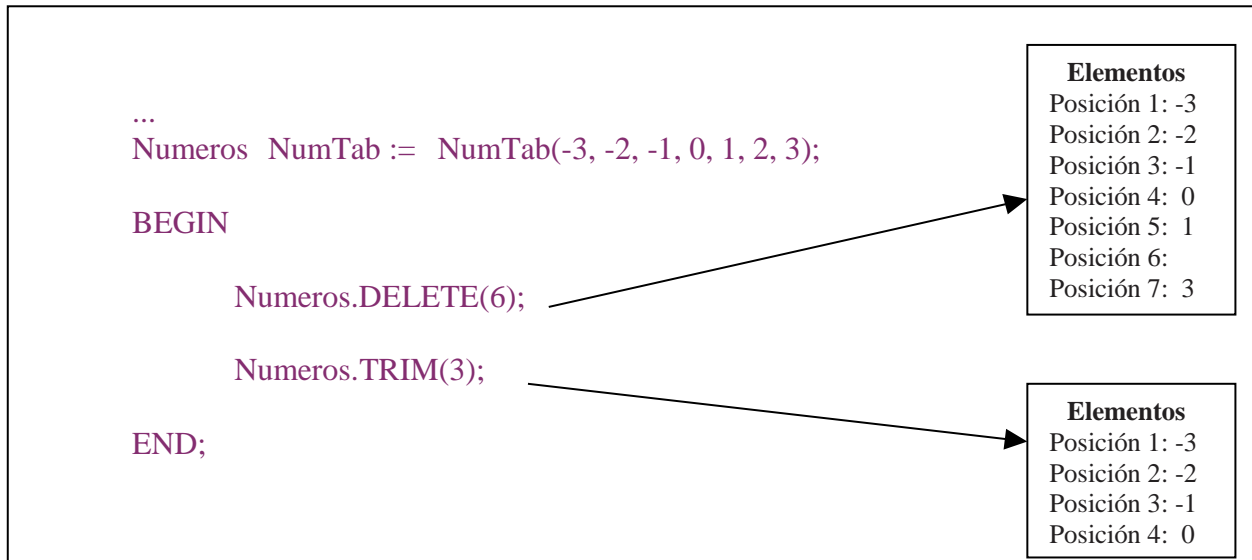 ...
Numeros NumTab := NumTab(-3, -2, -1, 0, 1, 2, 3);
BEGIN
Numeros.DELETE(6);
Numeros.TRIM(3);
END;
Elementos
Posición 1: -3
Posición 2: -2
Posición 3: -1
Posición 4: 0
Posición 5: 1
Posición 6:
Posición 7: 3
Elementos
Posición 1: -3
Posición 2: -2
Posición 3: -1
Posición 4: 0